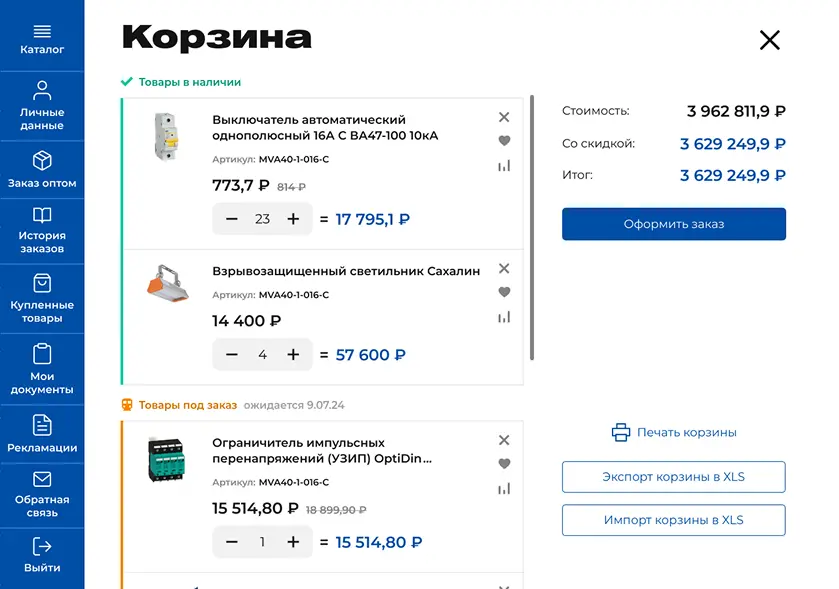 Каталог
Личные
данные
Заказ оптом
История
заказов
Купленные
товары
Мои
документы
Рекламации
Обратная
связь
Выйти
Корзина
Товары в наличии
Выключатель автоматический
однополюсный 16А С ВА47-100 10кА
Артикул: MVA40-1-016-C
773,7 ₽ 814 ₽
− 23 + = 17 795,1 ₽
Взрывозащищенный светильник Сахалин
Артикул: MVA40-1-016-C
14 400 ₽
− 4 + = 57 600 ₽
Товары под заказ ожидается 9.07.24
Ограничитель импульсных
перенапряжений (УЗИП) OptiDin...
Артикул: MVA40-1-016-C
15 514,80 ₽ 18 899,90 ₽
− 1 + = 15 514,80 ₽
Стоимость: 3 962 811,9 ₽
Со скидкой: 3 629 249,9 ₽
Итог: 3 629 249,9 ₽
Оформить заказ
Печать корзины
Экспорт корзины в XLS
Импорт корзины в XLS